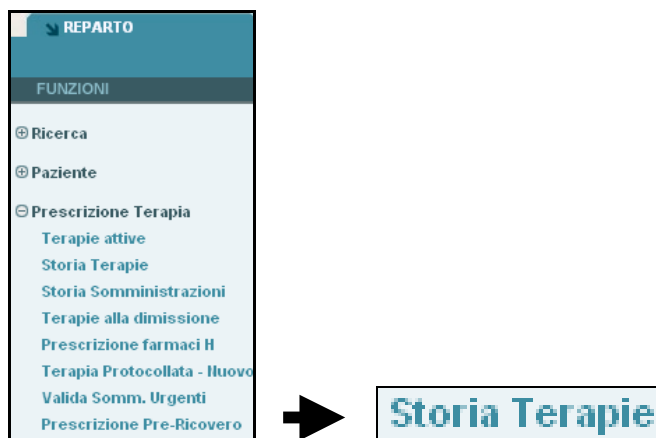 REPARTO
FUNZIONI
Ricerca
Paziente
Prescrizione Terapia
Terapie attive
Storia Terapie
Storia Somministrazioni
Terapie alla dimissione
Prescrizione farmaci H
Terapia Protocollata - Nuovo
Valida Somm. Urgenti
Prescrizione Pre-Ricovero
Storia Terapie